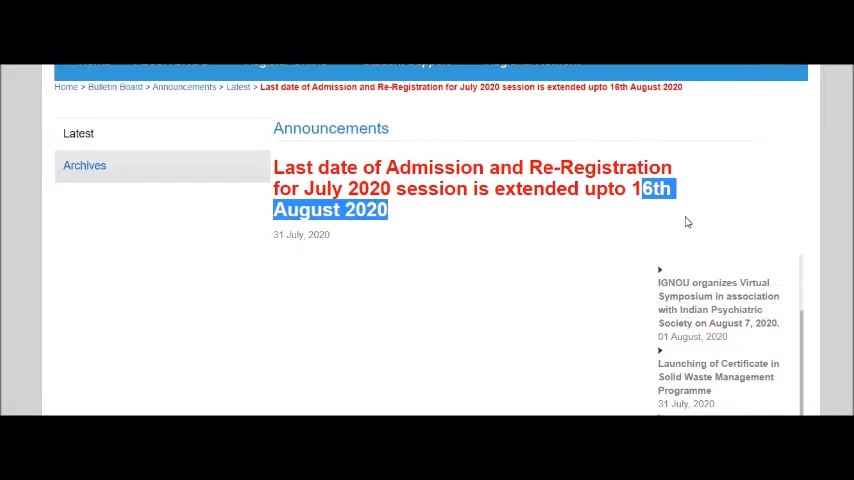 Home > Bulletin Board > Announcements > Latest > Last date of Admission and Re-Registration for July 2020 session is extended upto 16th August 2020
Latest
Archives
Announcements
Last date of Admission and Re-Registration
for July 2020 session is extended upto 16th
August 2020
31 July, 2020
IGNOU organizes Virtual
Symposium in association
with Indian Psychiatric
Society on August 7, 2020.
01 August, 2020
Launching of Certificate in
Solid Waste Management
Programme
31 July, 2020